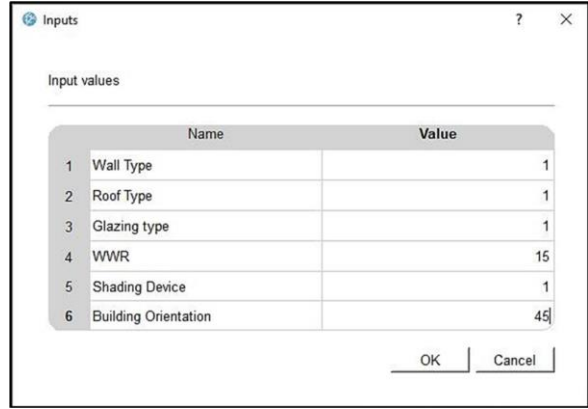 Inputs ? ×
Input values
Name Value
1 Wall Type 1
2 Roof Type 1
3 Glazing type 1
4 WWR 15
5 Shading Device 1
6 Building Orientation 45
OK Cancel